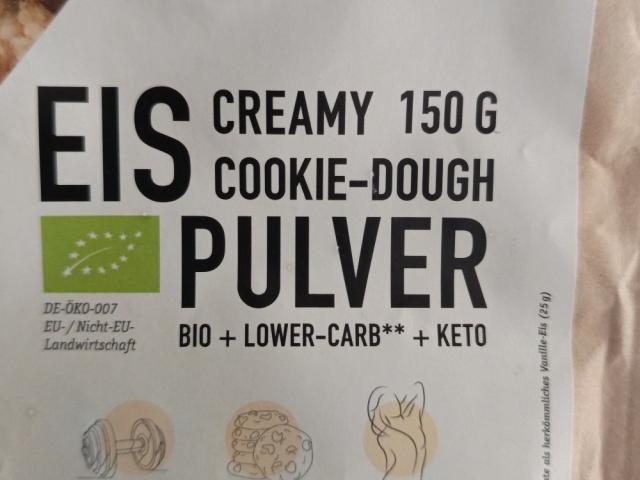 EIS CREAMY 150 G
COOKIE-DOUGH
PULVER
DE-ÖKO-007
EU-/Nicht-EU-
Landwirtschaft
BIO + LOWER-CARB** + KETO
als herkömmliches Vanille-Eis (25 g)